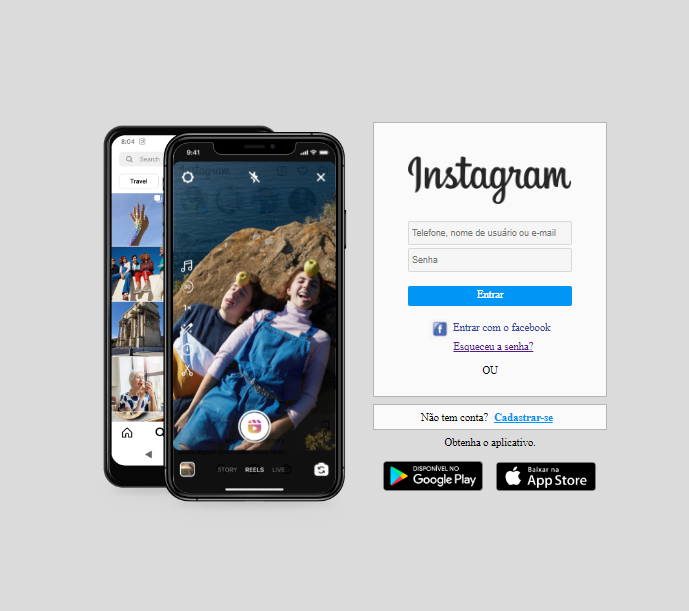 8:04
Search
Travel
9:41
1x
STORY REELS LIVE
Instagram
Telefone, nome de usuário ou e-mail
Senha
Entrar
Entrar com o facebook
Esqueceu a senha?
OU
Não tem conta? Cadastrar-se
Obtenha o aplicativo.
DISPONÍVEL NO
Google Play
Baixar na
App Store